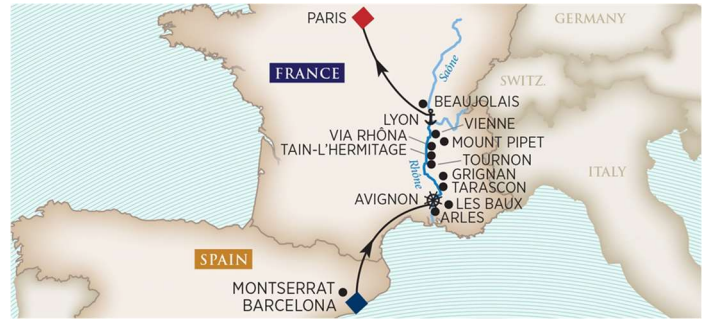 PARIS
GERMANY
FRANCE
Saône
SWITZ.
BEAUJOLAIS
LYON
VIENNE
VIA RHÔNA
MOUNT PIPET
TAIN-L'HERMITAGE
TOURNON
Rhône
GRIGNAN
ITALY
TARASCON
AVIGNON
LES BAUX
ARLES
SPAIN
MONTSERRAT
BARCELONA